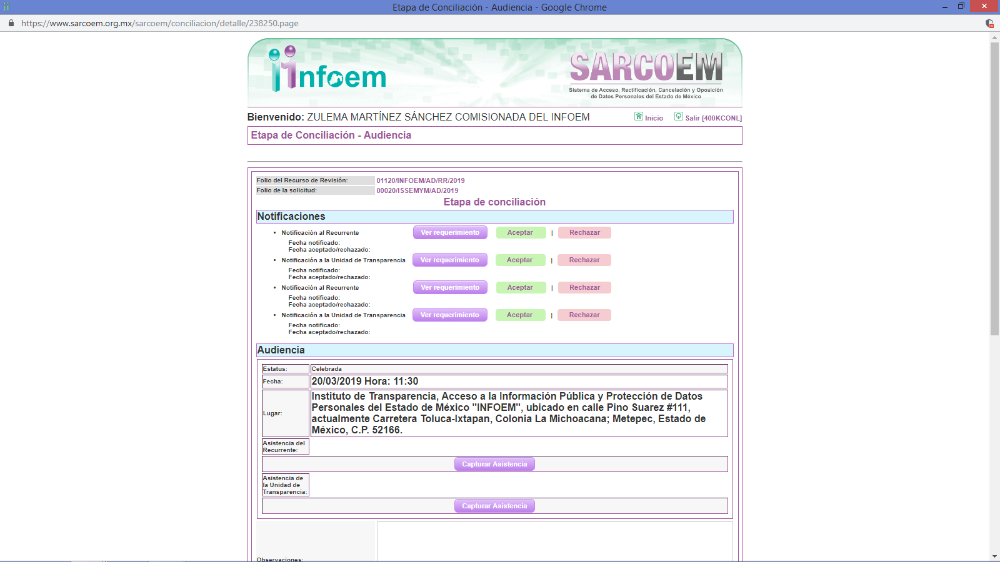 Etapa de Conciliación - Audiencia - Google Chrome
https://www.sarcoem.org.mx/sarcoem/conciliacion/detalle/238250.page
infoem
SARCOEM
Sistema de Acceso, Rectificación, Cancelación y Oposición
de Datos Personales del Estado de México
Bienvenido: ZULEMA MARTÍNEZ SÁNCHEZ COMISIONADA DEL INFOEM
Inicio
Salir [400KCONL]
Etapa de Conciliación - Audiencia
Folio del Recurso de Revisión: 01120/INFOEM/AD/RR/2019
Folio de la solicitud: 00020/ISSEMYM/AD/2019
Etapa de conciliación
Notificaciones
• Notificación al Recurrente Ver requerimiento Aceptar | Rechazar
Fecha notificado:
Fecha aceptado/rechazado:
• Notificación a la Unidad de Transparencia Ver requerimiento Aceptar | Rechazar
Fecha notificado:
Fecha aceptado/rechazado:
• Notificación al Recurrente Ver requerimiento Aceptar | Rechazar
Fecha notificado:
Fecha aceptado/rechazado:
• Notificación a la Unidad de Transparencia Ver requerimiento Aceptar | Rechazar
Fecha notificado:
Fecha aceptado/rechazado:
Audiencia
Estatus: Celebrada
Fecha: 20/03/2019 Hora: 11:30
Lugar:
Instituto de Transparencia, Acceso a la Información Pública y Protección de Datos
Personales del Estado de México "INFOEM", ubicado en calle Pino Suarez #111,
actualmente Carretera Toluca-Ixtapan, Colonia La Michoacana; Metepec, Estado de
México, C.P. 52166.
Asistencia del
Recurrente:
Capturar Asistencia
Asistencia de
la Unidad de
Transparencia:
Capturar Asistencia
Observaciones: